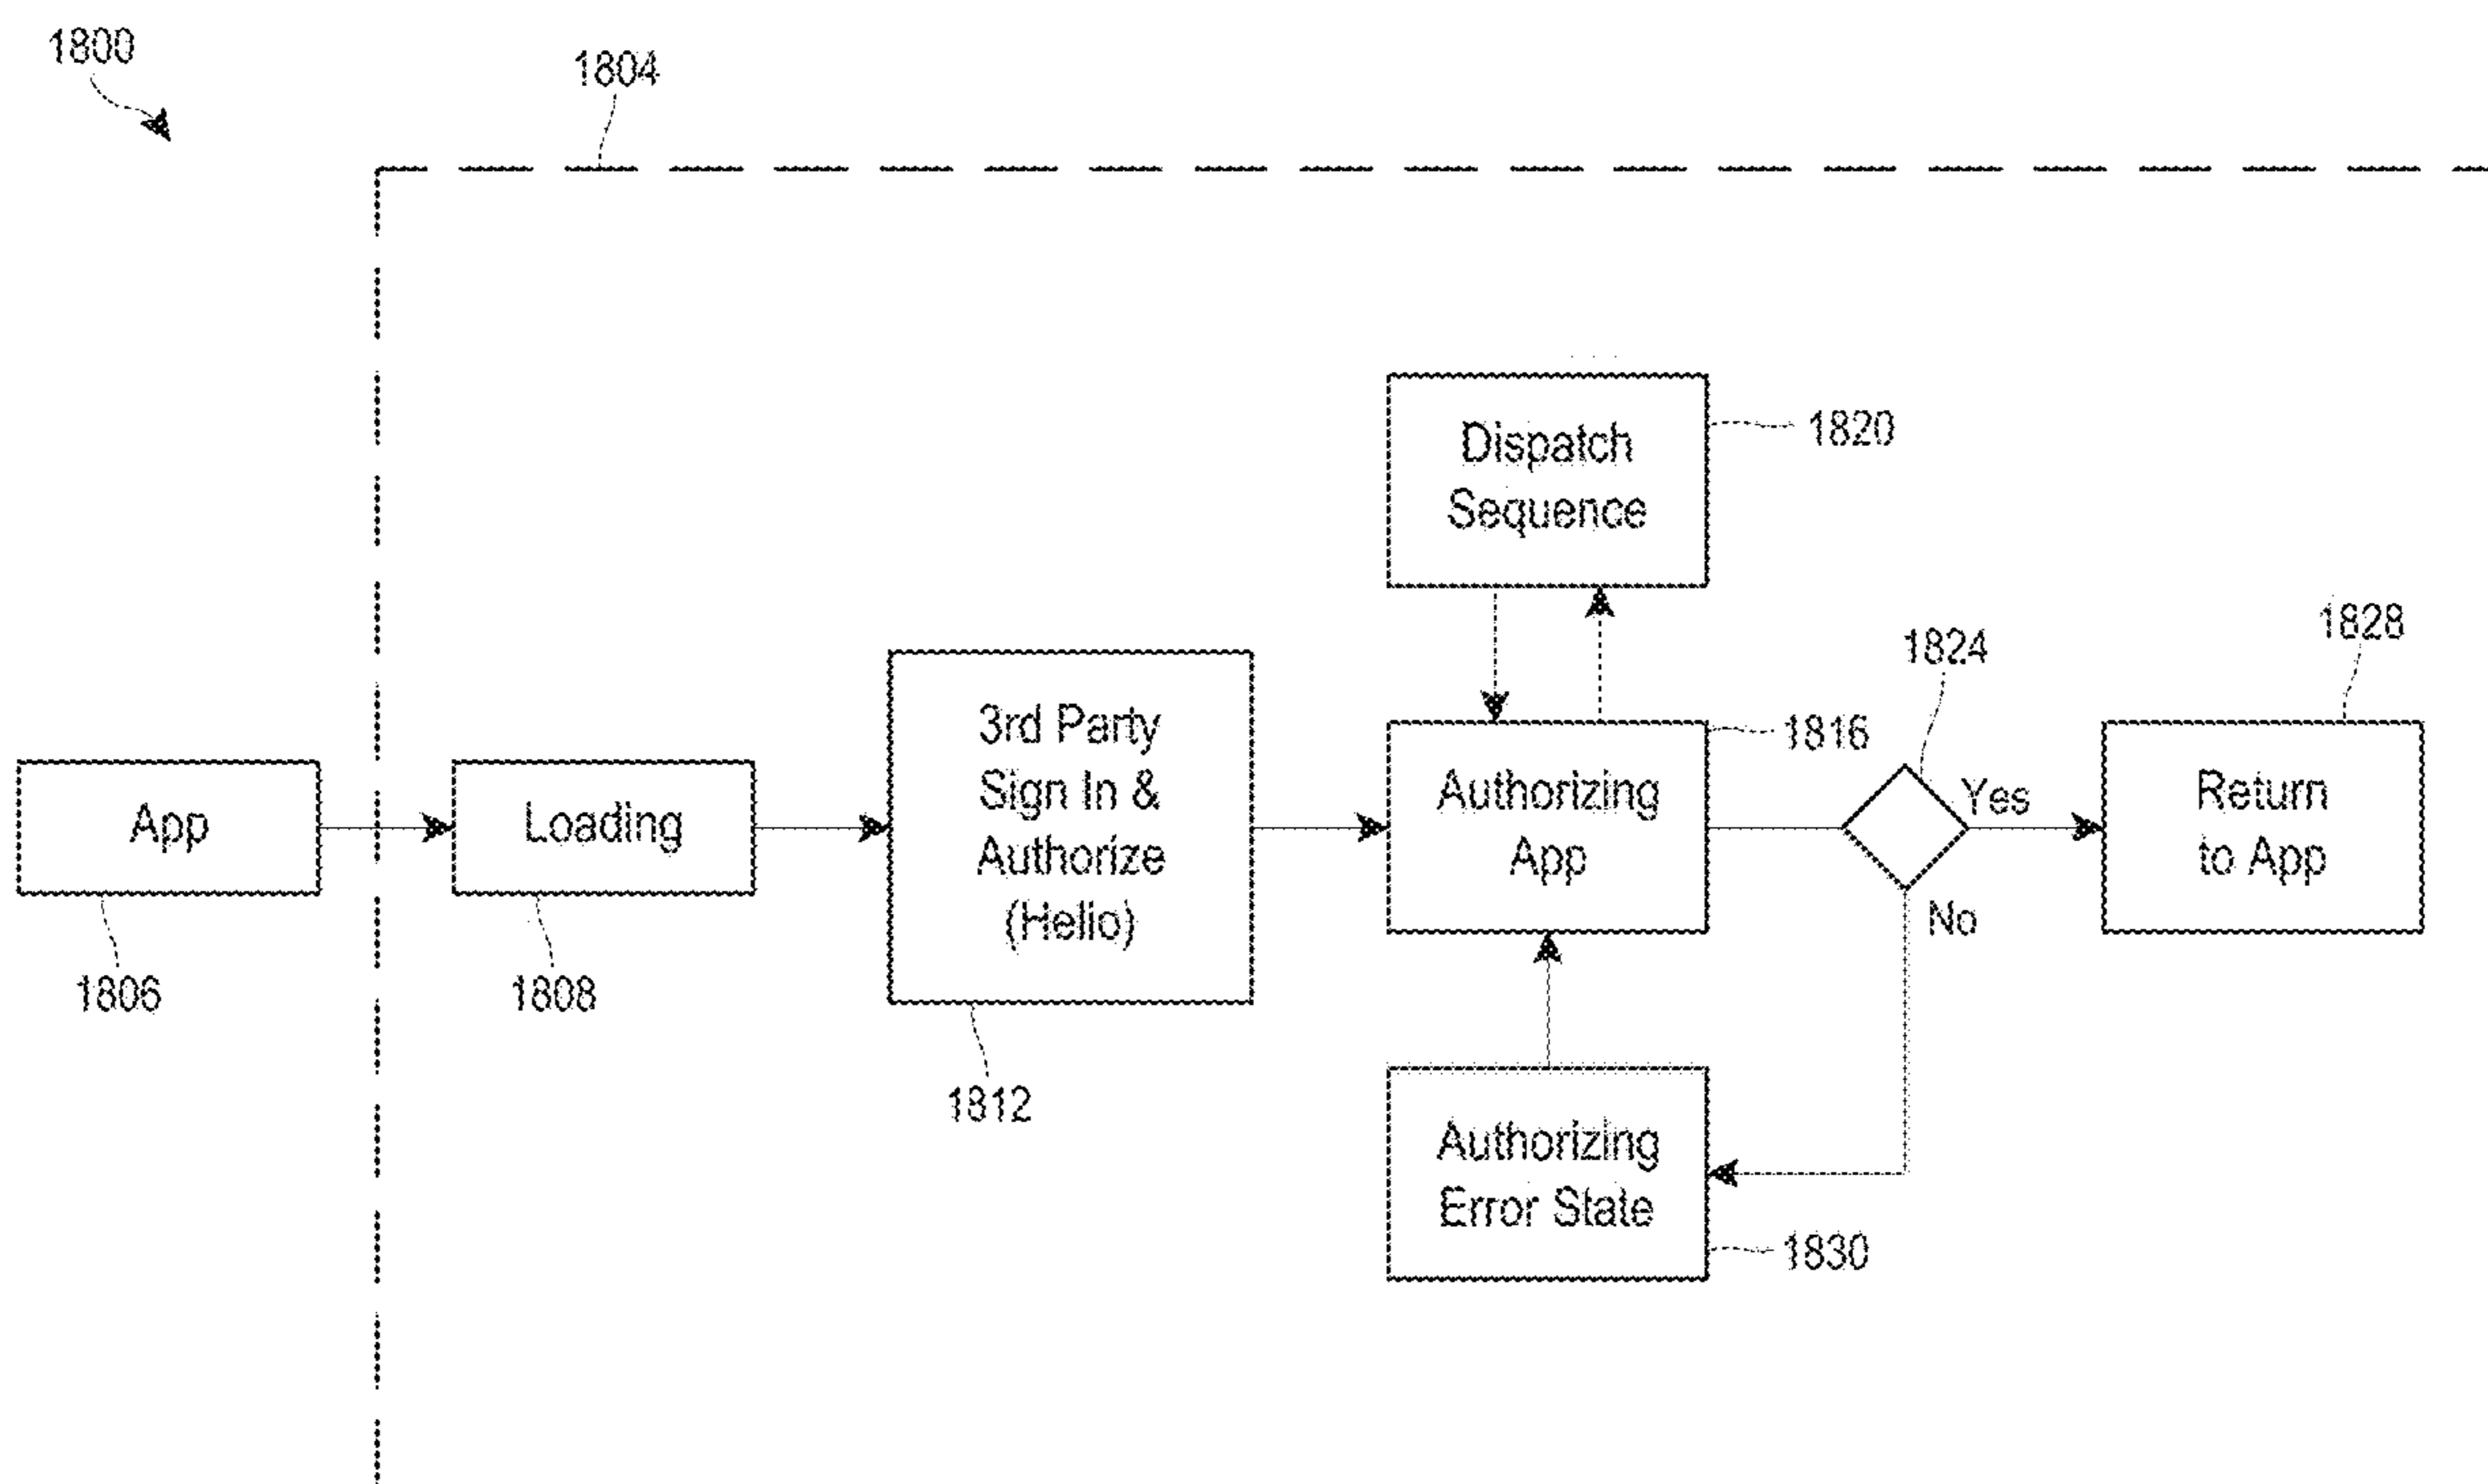 1800
1804
Dispatch
Sequence
1820
1828
1824
3rd Party
Sign In &
Authorize
(Hello)
Authorizing
App
1816
Yes
Return
to App
App
Loading
No
1806
1808
1812
Authorizing
Error State
1830